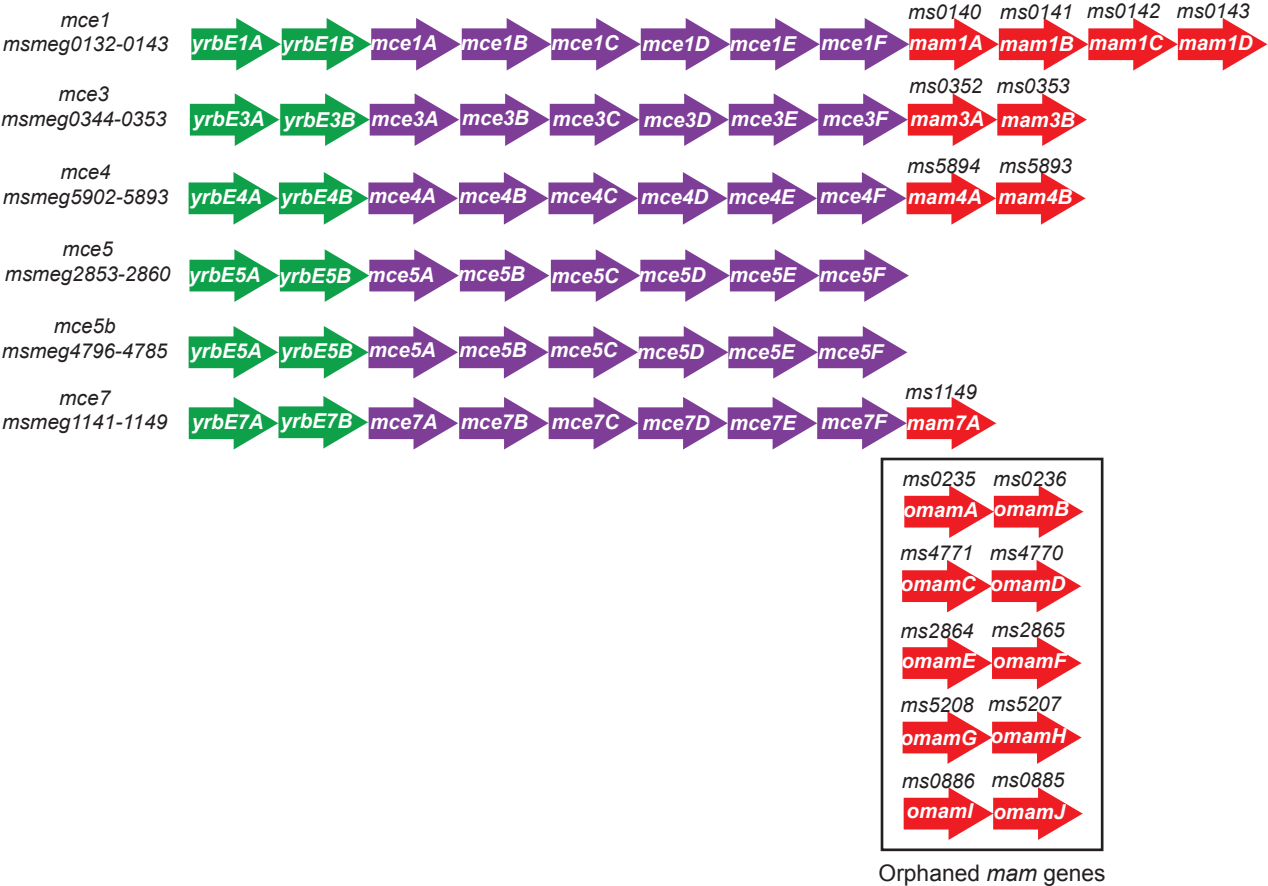 mce1
msmeg0132-0143
ms0140 ms0141 ms0142 ms0143
yrbE1A yrbE1B mce1A mce1B mce1C mce1D mce1E mce1F mam1A mam1B mam1C mam1D
mce3
msmeg0344-0353
ms0352 ms0353
yrbE3A yrbE3B mce3A mce3B mce3C mce3D mce3E mce3F mam3A mam3B
mce4
msmeg5902-5893
ms5894 ms5893
yrbE4A yrbE4B mce4A mce4B mce4C mce4D mce4E mce4F mam4A mam4B
mce5
msmeg2853-2860
yrbE5A yrbE5B mce5A mce5B mce5C mce5D mce5E mce5F
mce5b
msmeg4796-4785
yrbE5A yrbE5B mce5A mce5B mce5C mce5D mce5E mce5F
mce7
msmeg1141-1149
ms1149
yrbE7A yrbE7B mce7A mce7B mce7C mce7D mce7E mce7F mam7A
ms0235 ms0236
omamA omamB
ms4771 ms4770
omamC omamD
ms2864 ms2865
omamE omamF
ms5208 ms5207
omamG omamH
ms0886 ms0885
omamI omamJ
Orphaned mam genes